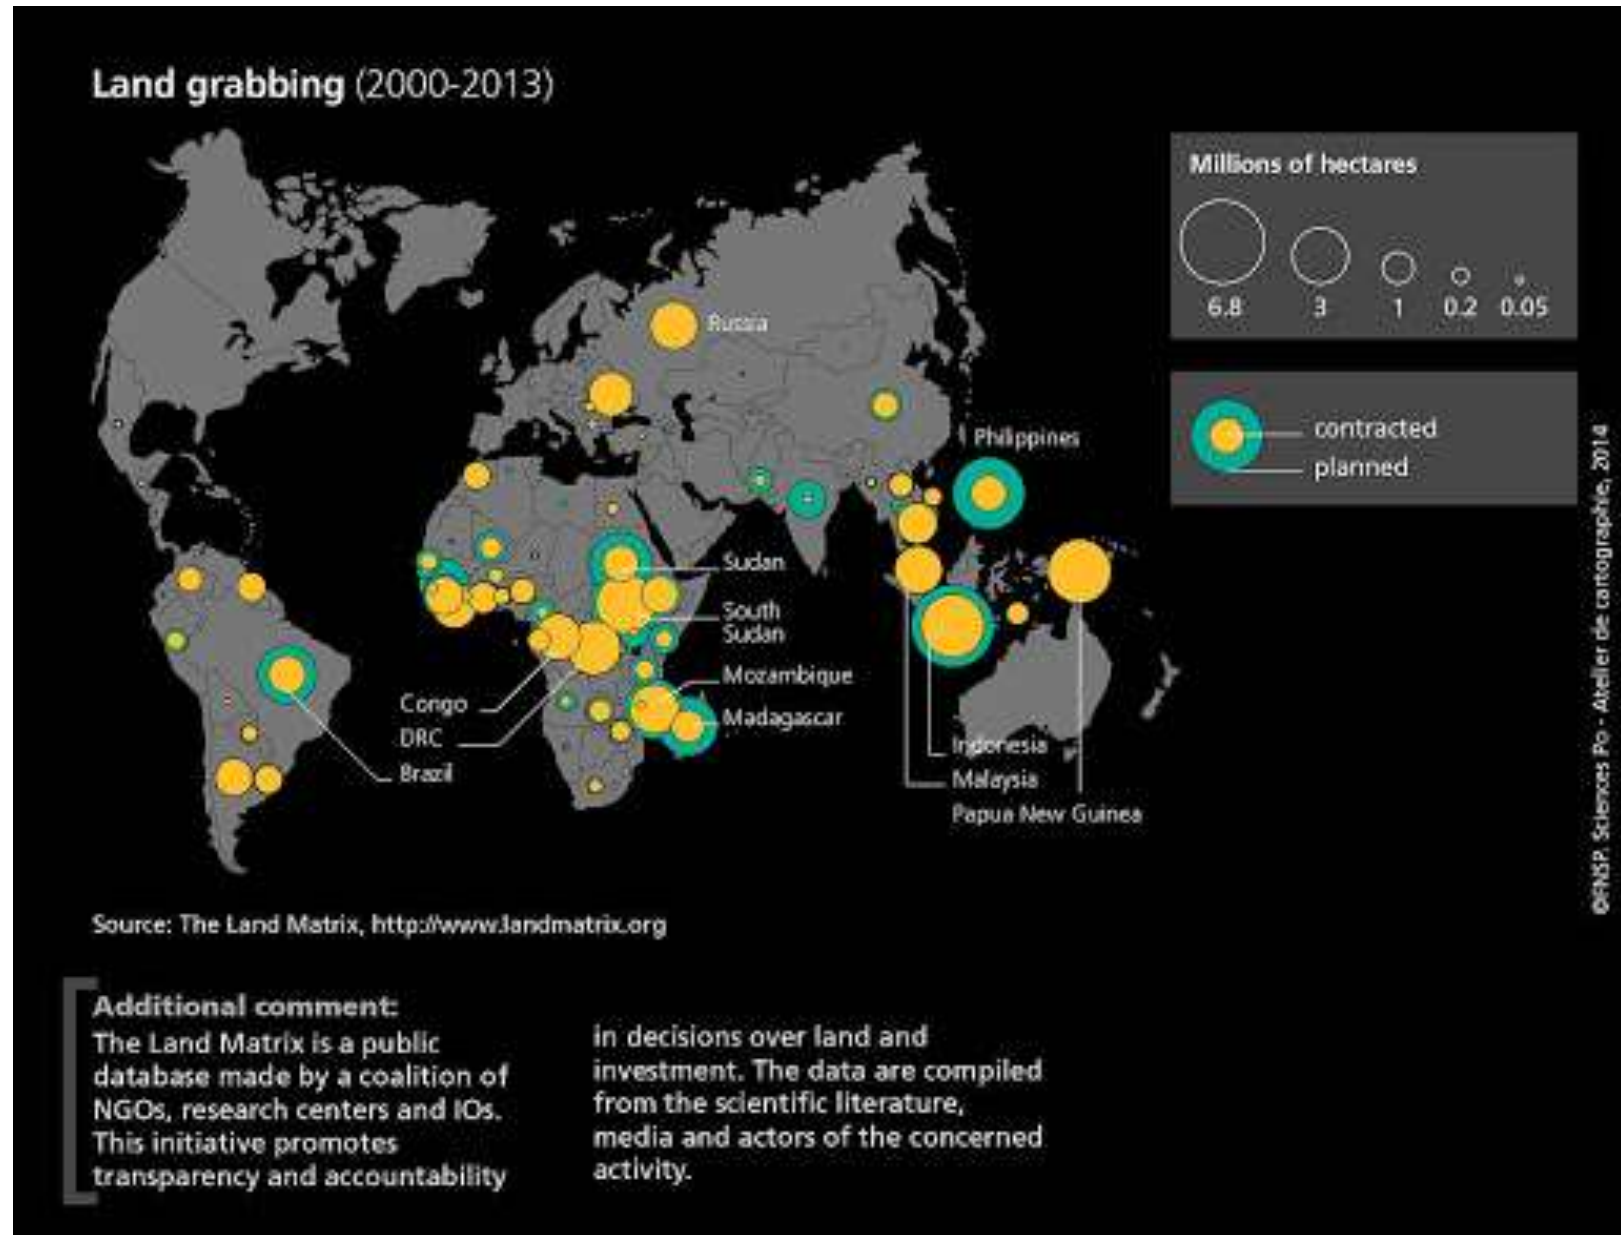 Land grabbing (2000-2013)
Millions of hectares
6.8 3 1 0.2 0.05
contracted
planned
Russia
Philippines
Sudan
South
Sudan
Mozambique
Madagascar
Congo
DRC
Brazil
Indonesia
Malaysia
Papua New Guinea
©FNSP. Sciences Po - Atelier de cartographie, 2014
Source: The Land Matrix, http://www.landmatrix.org
Additional comment:
The Land Matrix is a public
database made by a coalition of
NGOs, research centers and IOs.
This initiative promotes
transparency and accountability
in decisions over land and
investment. The data are compiled
from the scientific literature,
media and actors of the concerned
activity.